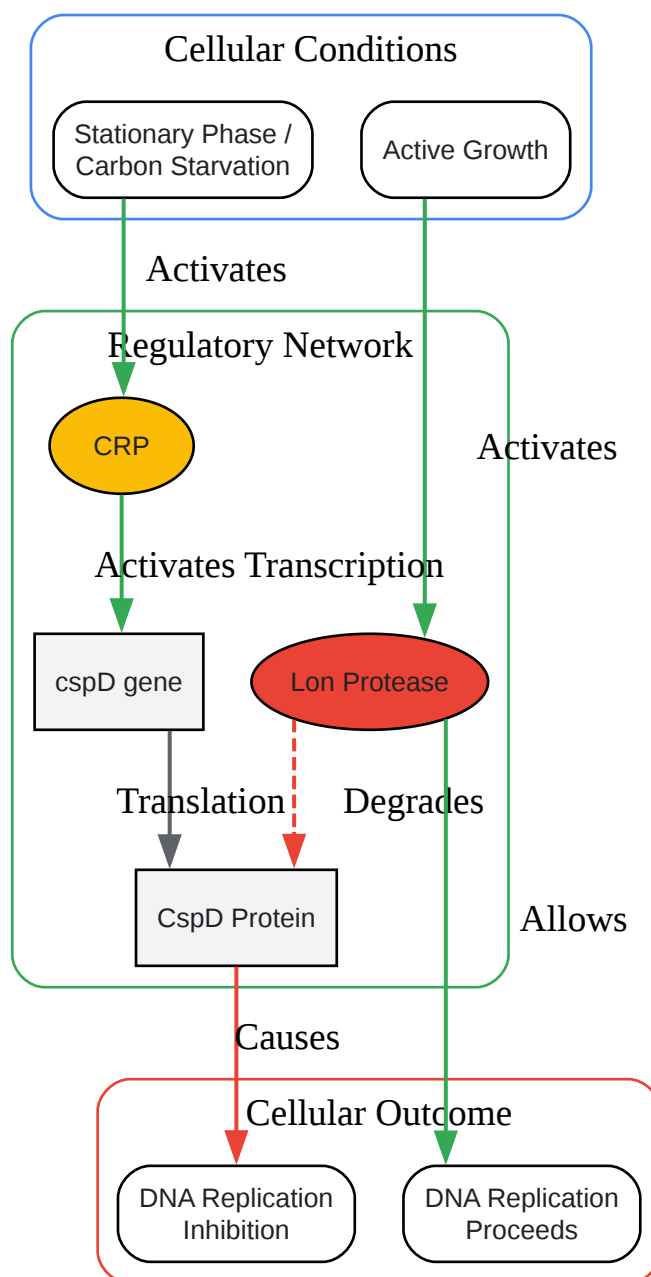 Cellular Conditions
Stationary Phase /
Carbon Starvation
Active Growth
Activates
Regulatory Network
CRP
Activates
Activates Transcription
cspD gene
Lon Protease
Translation
Degrades
CspD Protein
Allows
Causes
Cellular Outcome
DNA Replication
Inhibition
DNA Replication
Proceeds